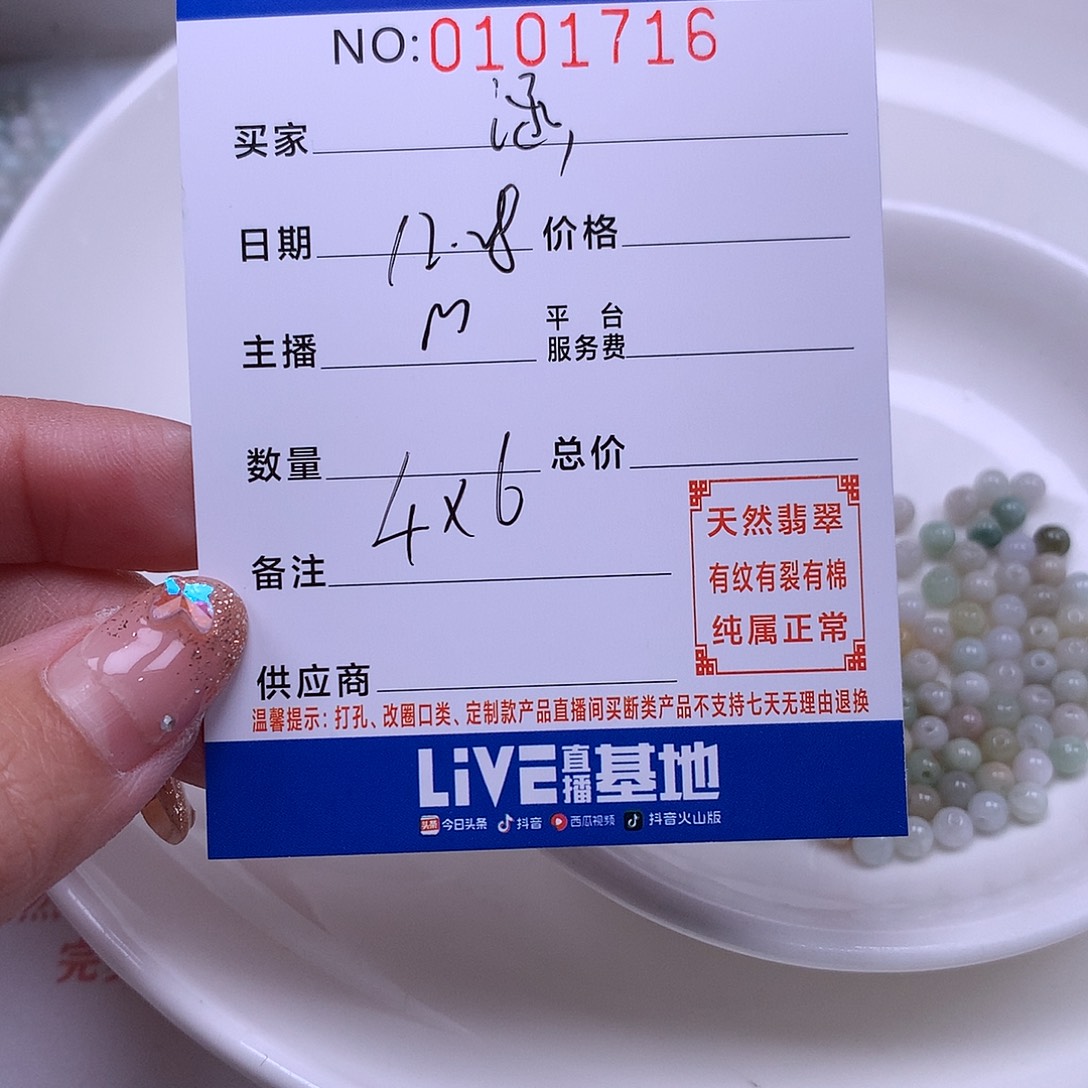 NO:0101716
买家 涵,
日期 12.28 价格
主播 M 平台服务费
数量 4x6 总价
备注
天然翡翠
有纹有裂有棉
纯属正常
供应商
温馨提示：打孔、改圈口类、定制款产品直播间买断类产品不支持七天无理由退换
LiVE直播基地
头条 今日头条 抖音 西瓜视频 抖音火山版